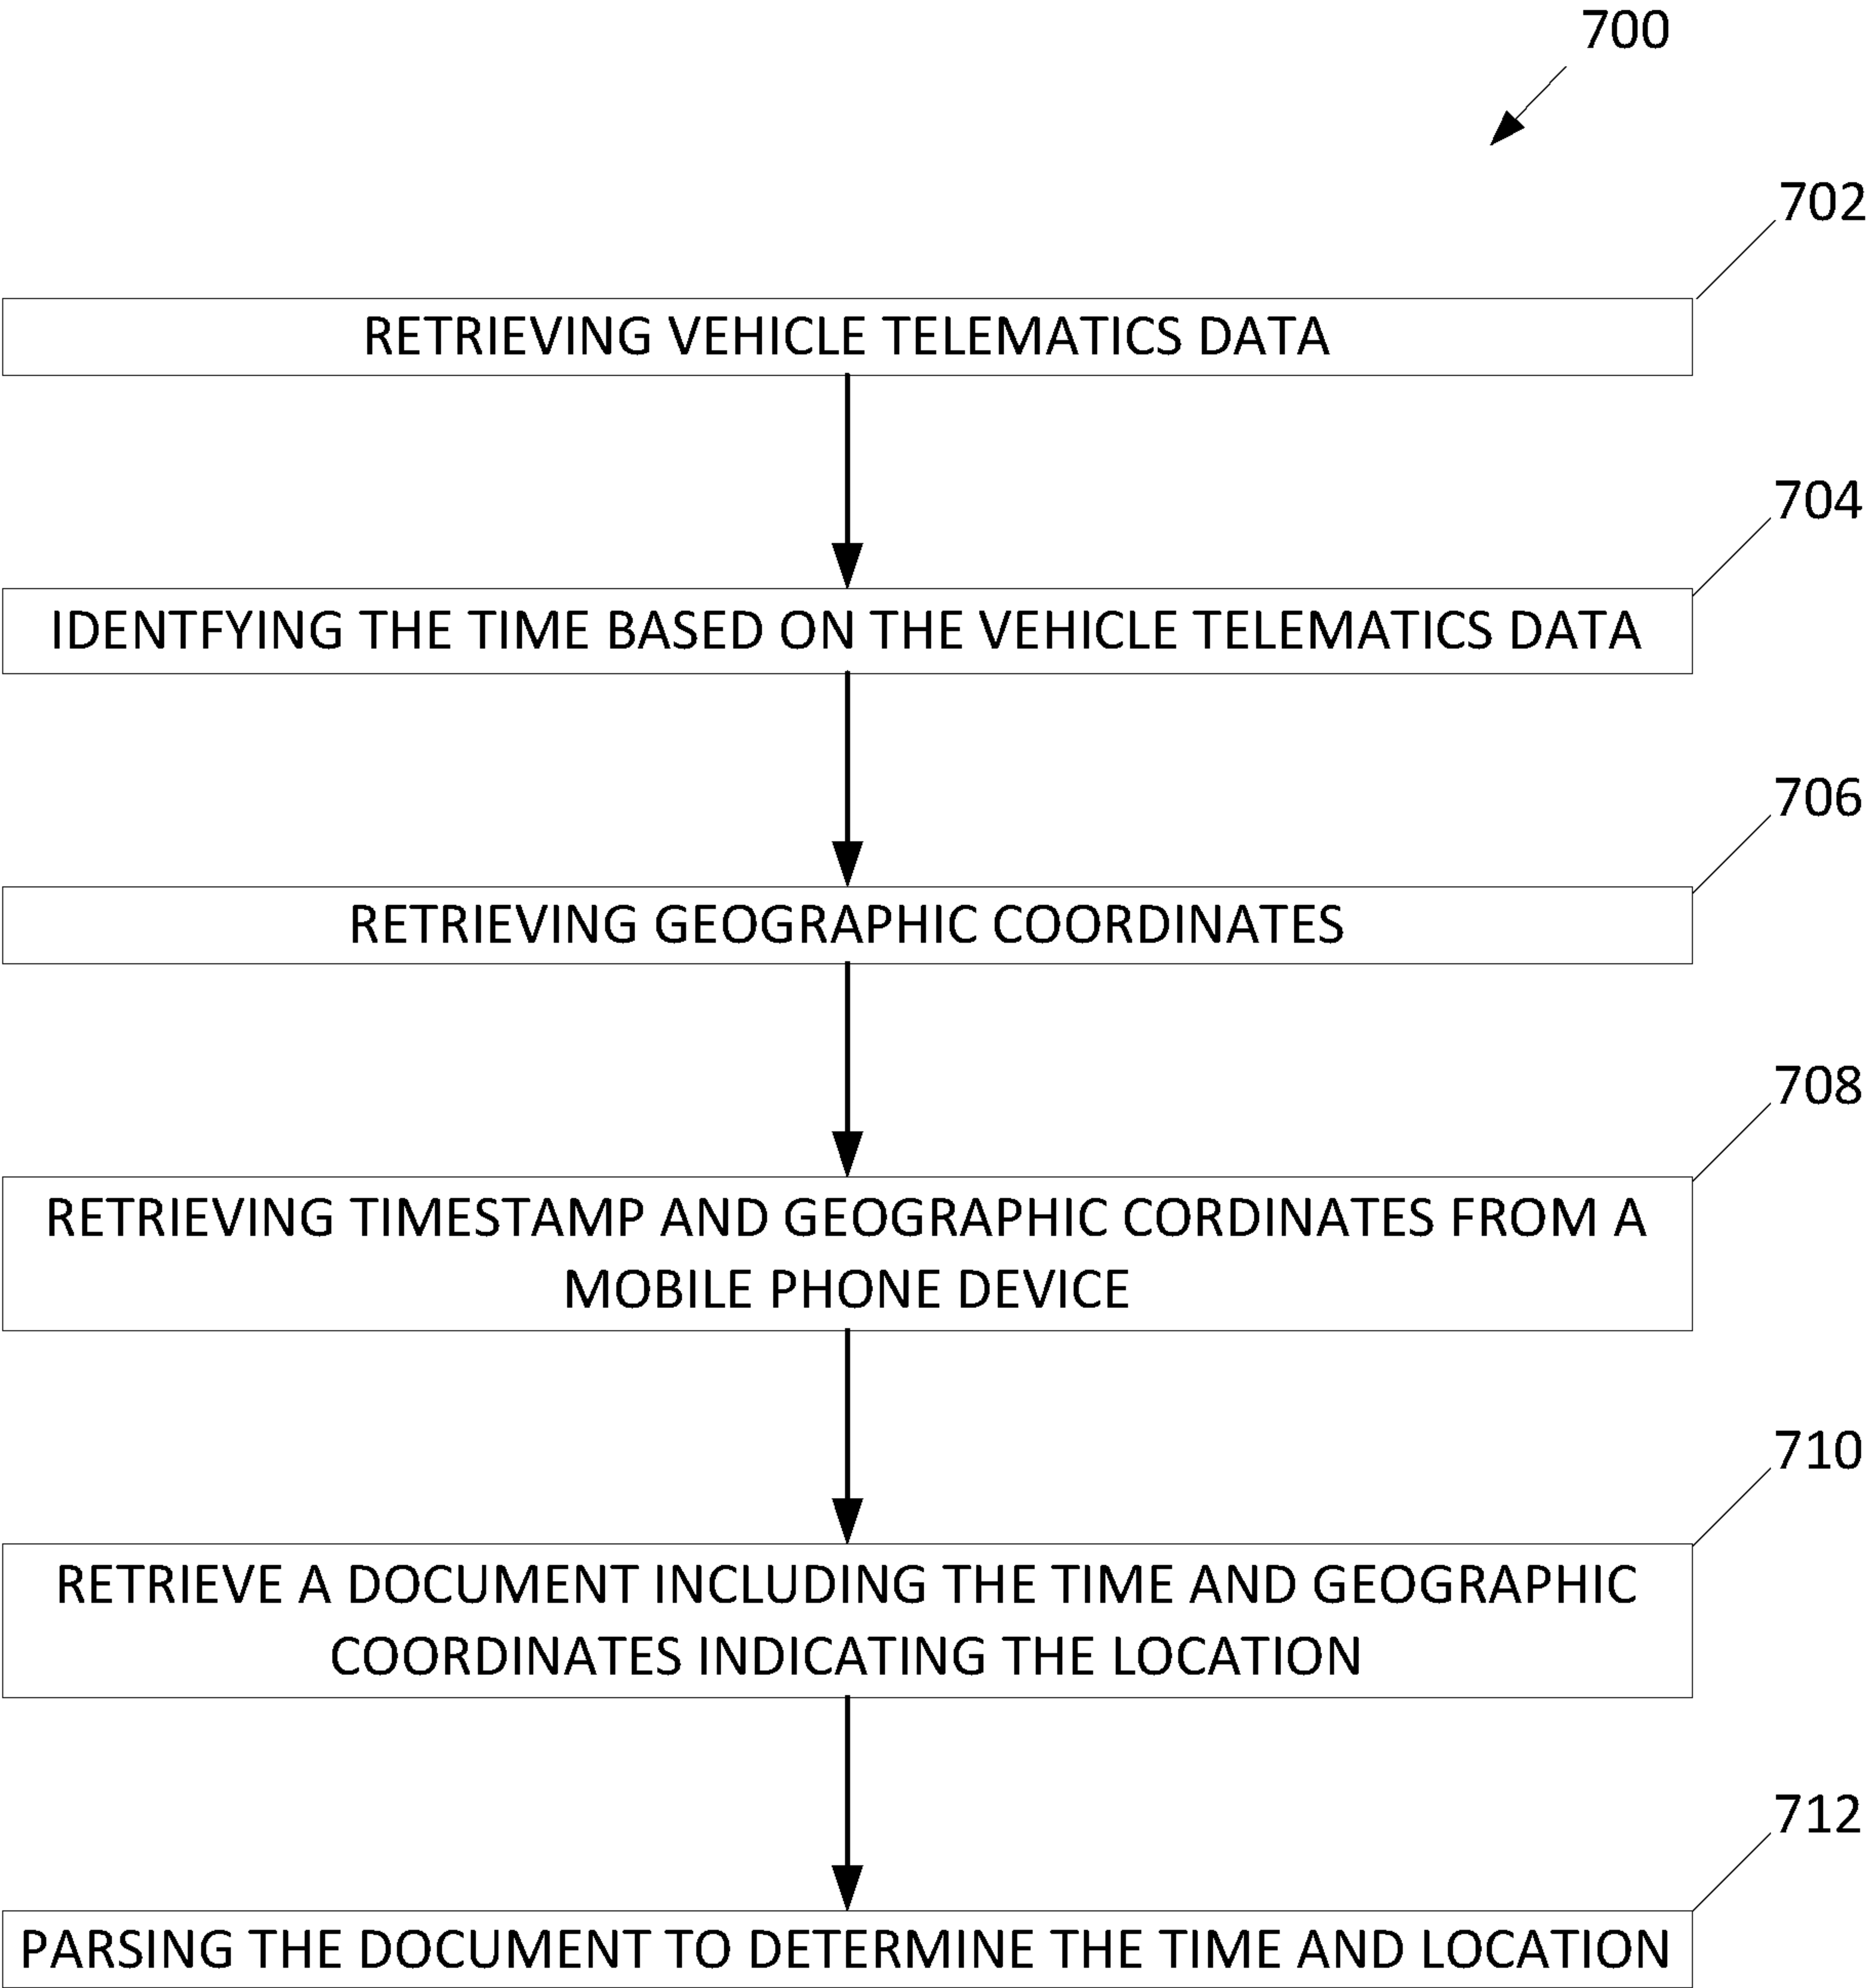 700
702
RETRIEVING VEHICLE TELEMATICS DATA
704
IDENTFYING THE TIME BASED ON THE VEHICLE TELEMATICS DATA
706
RETRIEVING GEOGRAPHIC COORDINATES
708
RETRIEVING TIMESTAMP AND GEOGRAPHIC CORDINATES FROM A
MOBILE PHONE DEVICE
710
RETRIEVE A DOCUMENT INCLUDING THE TIME AND GEOGRAPHIC
COORDINATES INDICATING THE LOCATION
712
PARSING THE DOCUMENT TO DETERMINE THE TIME AND LOCATION